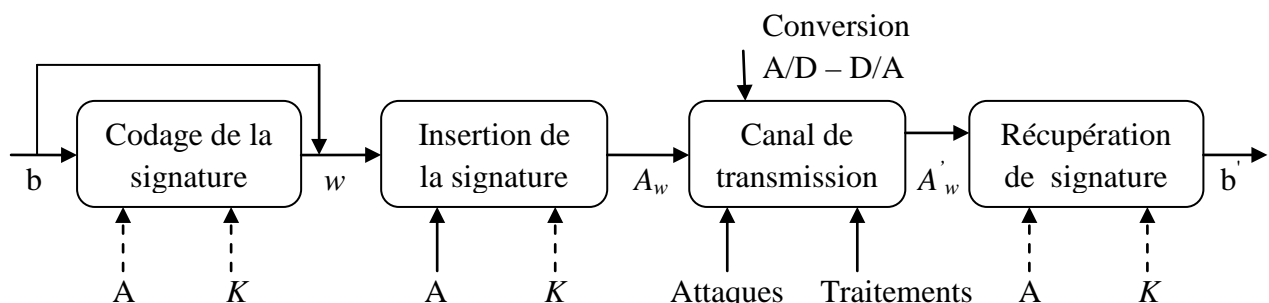 Conversion
A/D – D/A
Codage de la
signature
Insertion de
la signature
Canal de
transmission
Récupération
de signature
b
w
A_w
A'_w
b'
A
K
A
K
Attaques
Traitements
A
K